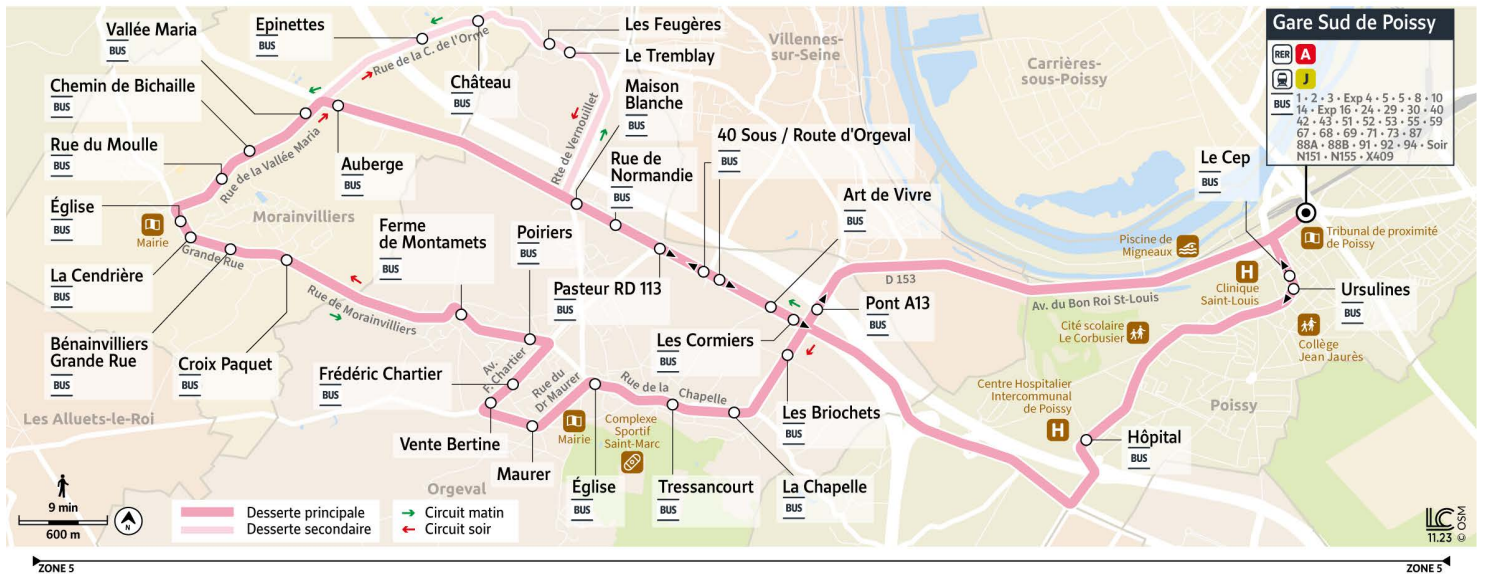 Vallée Maria
BUS
Epinettes
BUS
Rue de la C. de l'Orme
Château
BUS
Les Feugères
Le Tremblay
Villennes-
sur-Seine
Carrières-
sous-Poissy
Gare Sud de Poissy
RER A
J
BUS
1 • 2 • 3 • Exp 4 • 5 • 5 • 8 • 10
14 • Exp 16 • 24 • 29 • 30 • 40
42 • 43 • 51 • 52 • 53 • 55 • 59
67 • 68 • 69 • 71 • 73 • 87
88A • 88B • 91 • 92 • 94 • Soir
N151 • N155 • X409
Chemin de Bichaille
BUS
Maison
Blanche
BUS
Rte de Vernouillet
Rue du Moulle
BUS
Rue de la Vallée Maria
Auberge
BUS
Rue de
Normandie
BUS
40 Sous / Route d'Orgeval
BUS
Le Cep
BUS
Art de Vivre
BUS
Église
BUS
Mairie
Morainvilliers
Ferme
de Montamets
BUS
Poiriers
BUS
Piscine de
Migneaux
Tribunal de proximité
de Poissy
La Cendrière
BUS
Grande Rue
Rue de Morainvilliers
Pasteur RD 113
BUS
D 153
Av. du Bon Roi St-Louis
Clinique
Saint-Louis
H
Ursulines
BUS
Pont A13
BUS
Les Cormiers
BUS
Cité scolaire
Le Corbusier
Collège
Jean Jaurès
Bénainvilliers
Grande Rue
BUS
Croix Paquet
BUS
Frédéric Chartier
BUS
Av.
F. Chartier
Rue du
Dr Maurer
Rue de la Chapelle
Centre Hospitalier
Intercommunal
de Poissy
H
Poissy
Les Alluets-le-Roi
Vente Bertine
Mairie
Complexe
Sportif
Saint-Marc
Les Briochets
BUS
Hôpital
BUS
Maurer
Orgeval
Église
BUS
Tressancourt
BUS
La Chapelle
BUS
9 min
600 m
N
Desserte principale
Desserte secondaire
Circuit matin
Circuit soir
LC
11.23
© OSM
ZONE 5
ZONE 5